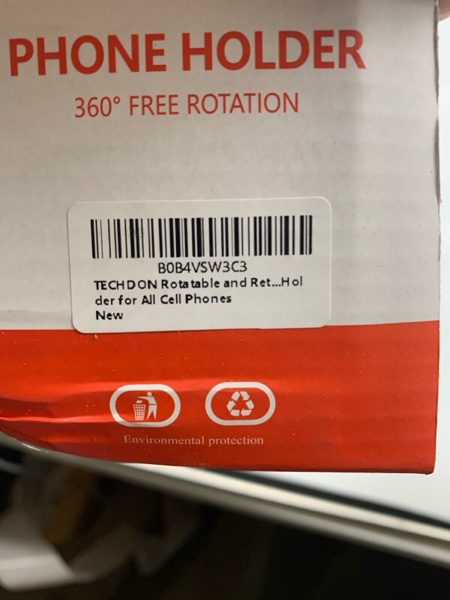 PHONE HOLDER
360° FREE ROTATION
B0B4VSW3C3
TECHDON Rotatable and Ret...Hol
der for All Cell Phones
New
Environmental protection